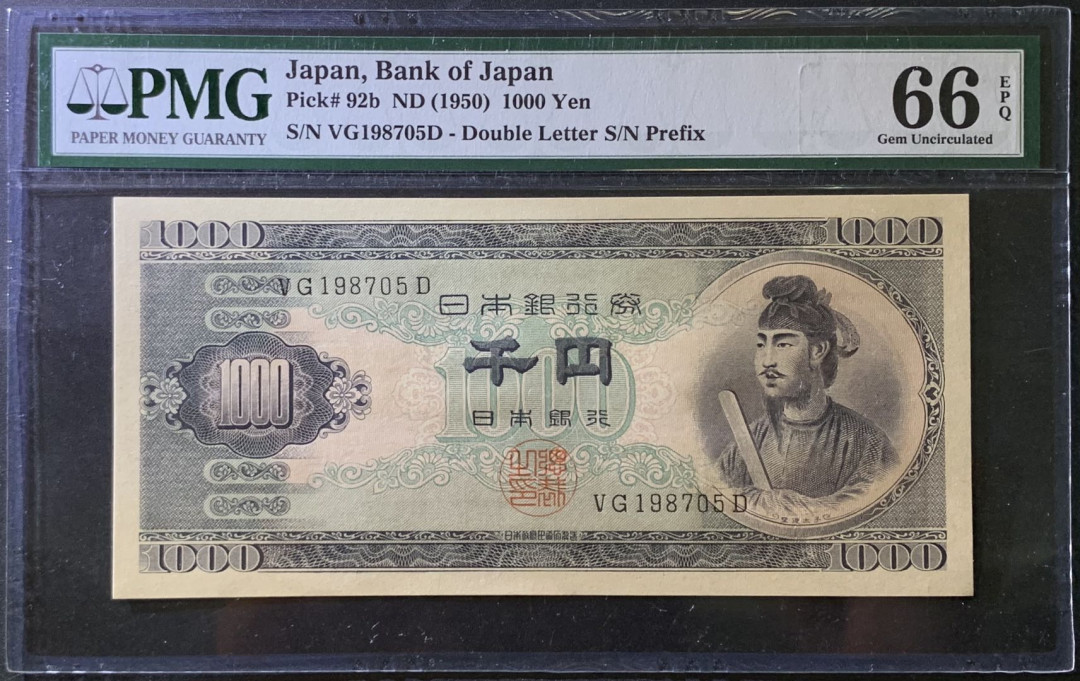 PMG
PAPER MONEY GUARANTY
Japan, Bank of Japan
Pick# 92b ND (1950) 1000 Yen
S/N VG198705D - Double Letter S/N Prefix
66
EPQ
Gem Uncirculated
1000
1000
VG198705D
日本銀行券
千円
1000
1000
日本銀行
VG198705D
1000
1000